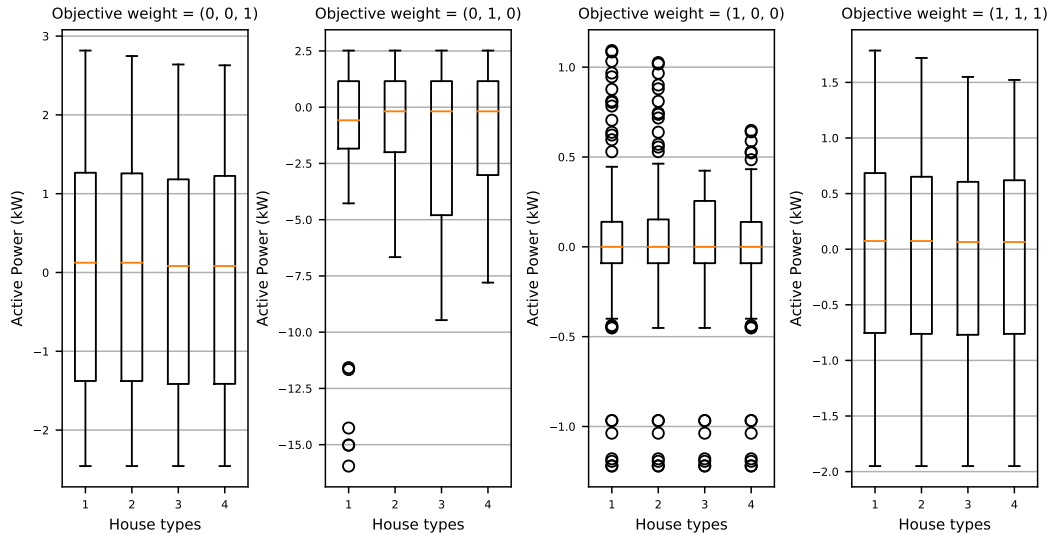 Objective weight = (0, 0, 1)
3
2
1
0
−1
−2
Active Power (kW)
1 2 3 4
House types
Objective weight = (0, 1, 0)
2.5
0.0
−2.5
−5.0
−7.5
−10.0
−12.5
−15.0
Active Power (kW)
1 2 3 4
House types
Objective weight = (1, 0, 0)
1.0
0.5
0.0
−0.5
−1.0
Active Power (kW)
1 2 3 4
House types
Objective weight = (1, 1, 1)
1.5
1.0
0.5
0.0
−0.5
−1.0
−1.5
−2.0
Active Power (kW)
1 2 3 4
House types